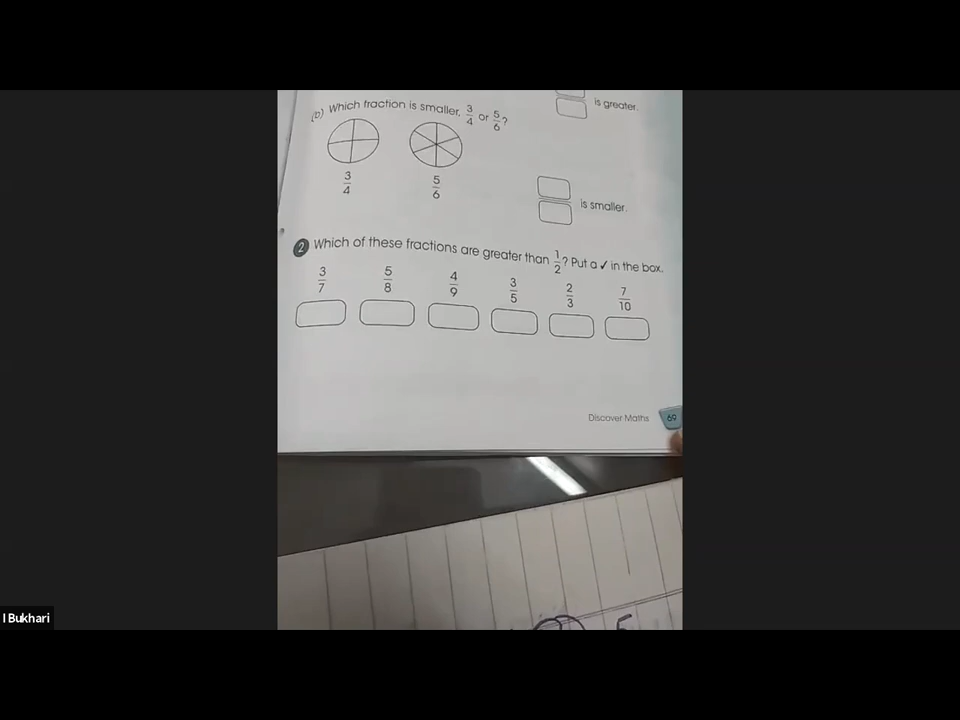 is greater.
(b) Which fraction is smaller, 3/4 or 5/6?
3/4 5/6
is smaller.
2 Which of these fractions are greater than 1/2? Put a ✓ in the box.
3/7 5/8 4/9 3/5 2/3 7/10
Discover Maths 69
5
I Bukhari